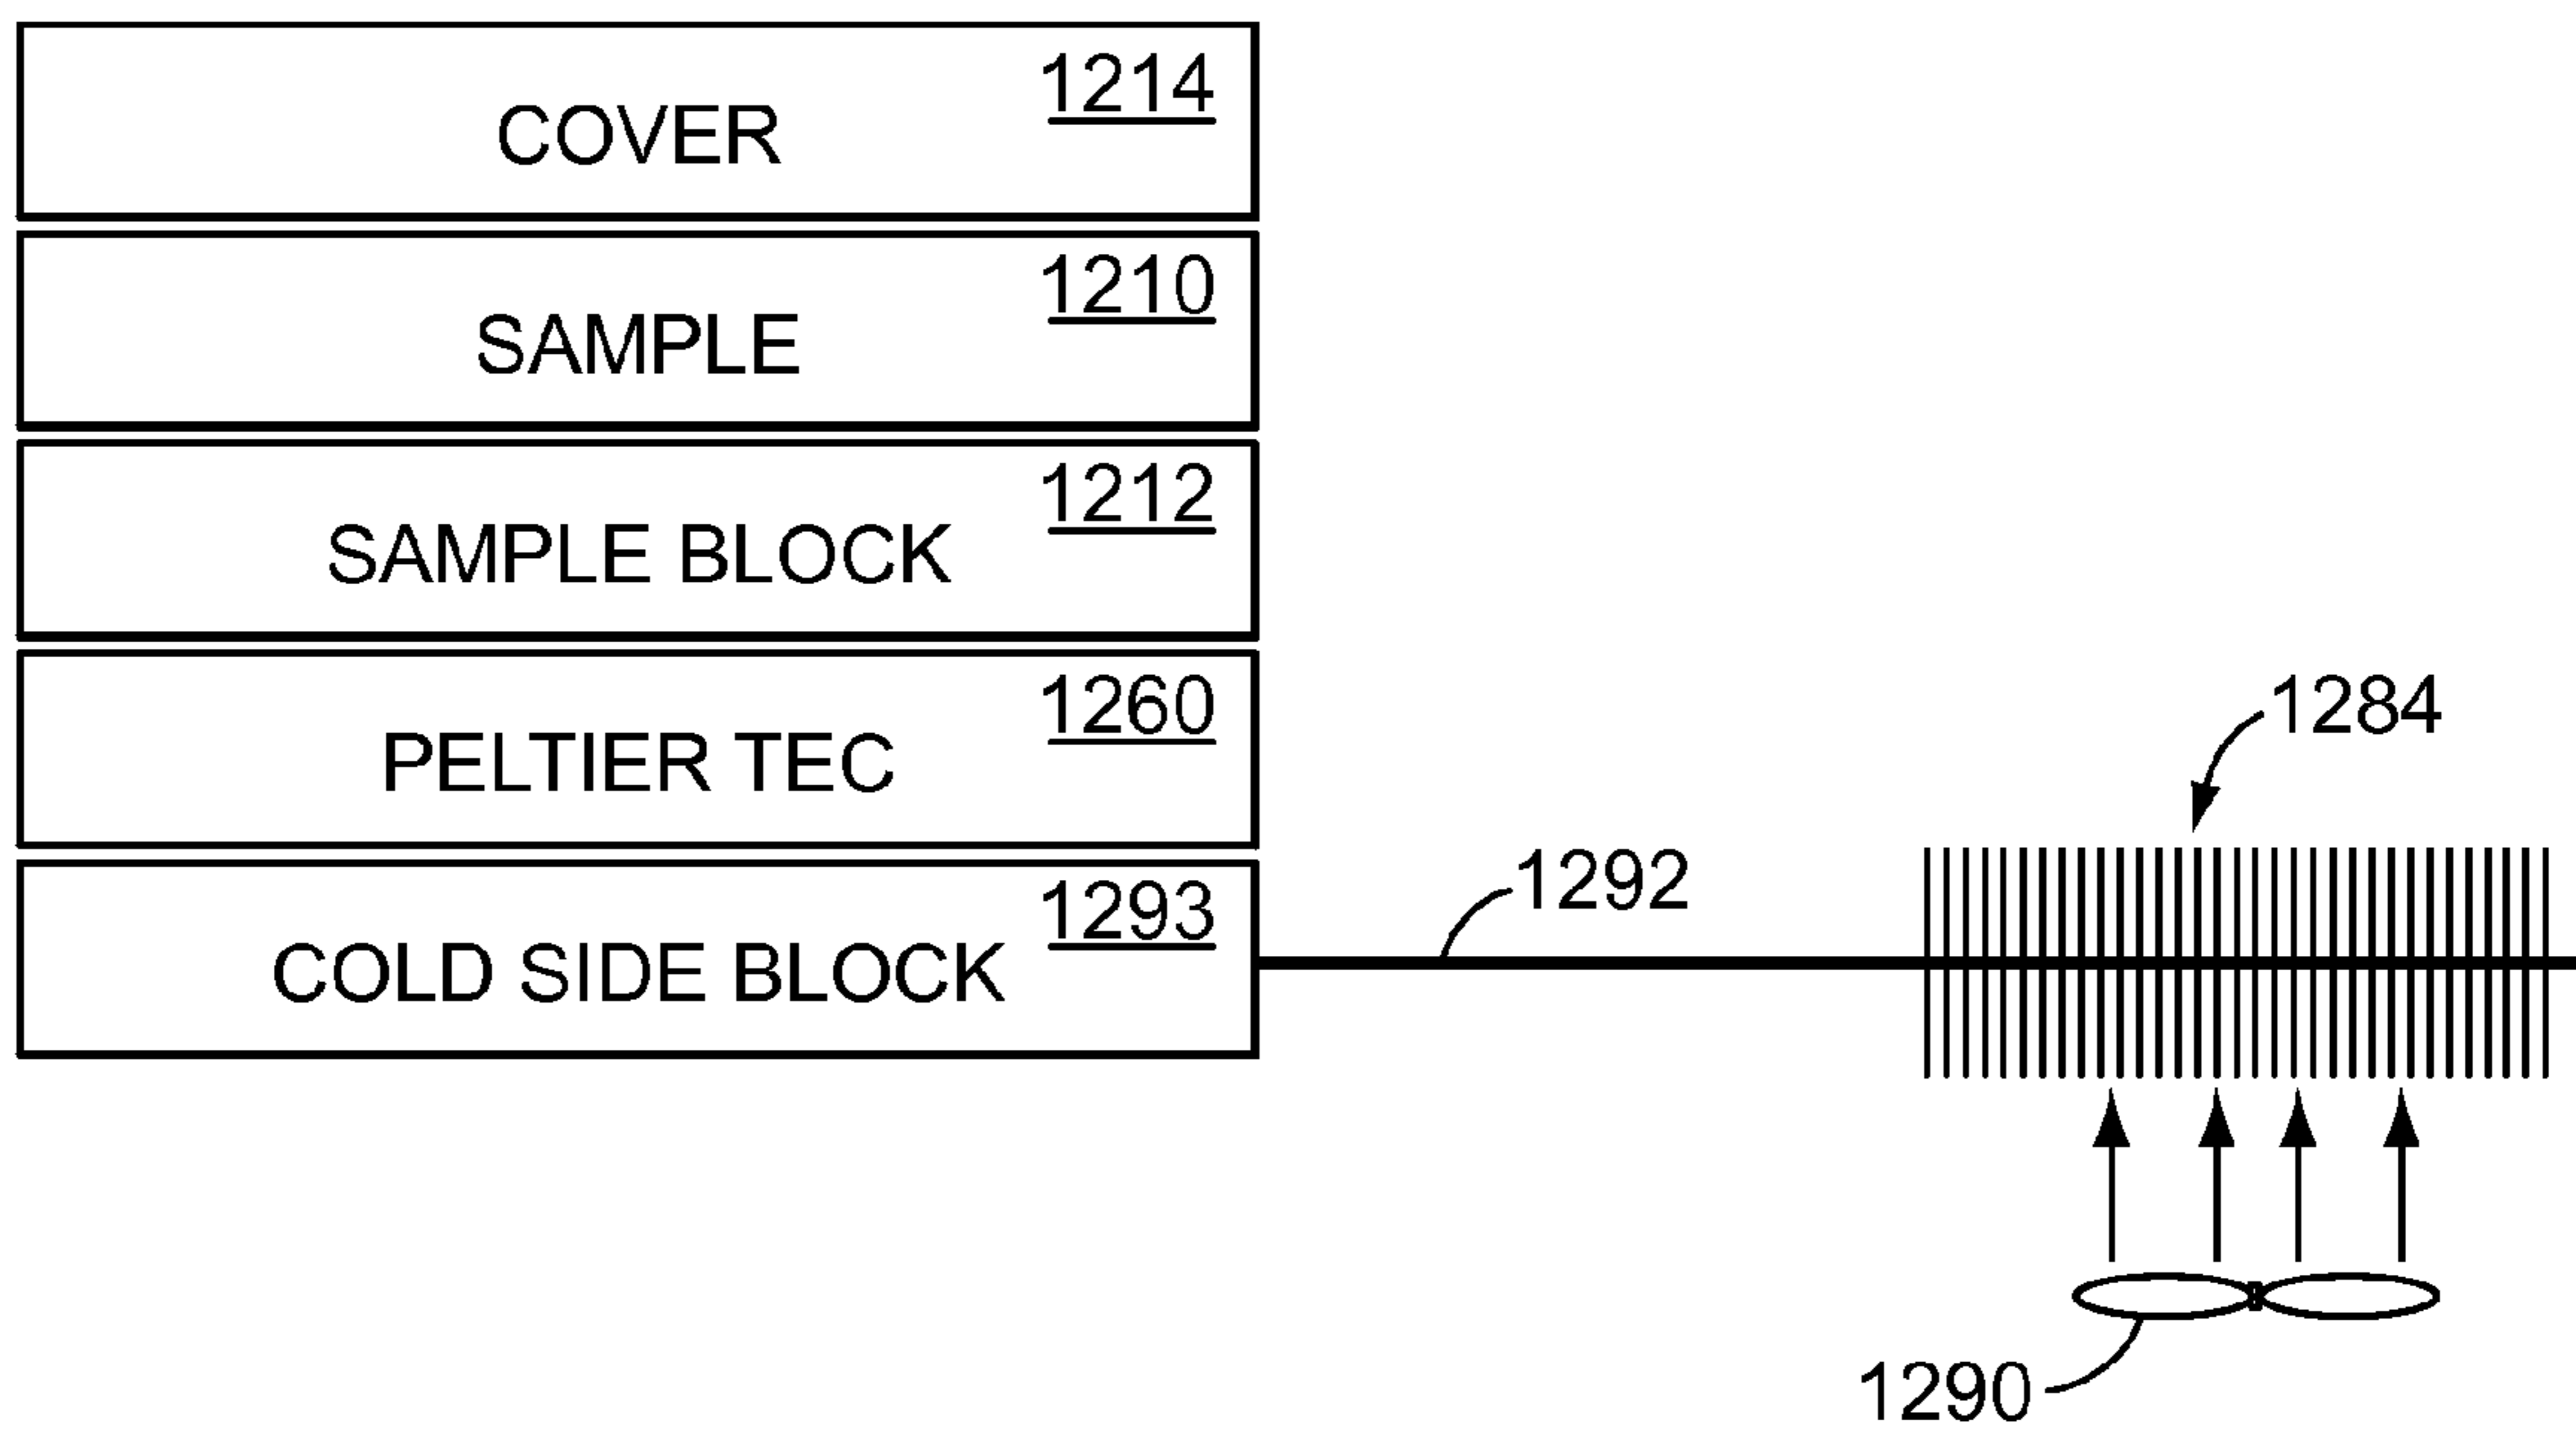 1214
COVER
1210
SAMPLE
1212
SAMPLE BLOCK
1260
PELTIER TEC
1293
COLD SIDE BLOCK
1284
1292
1290